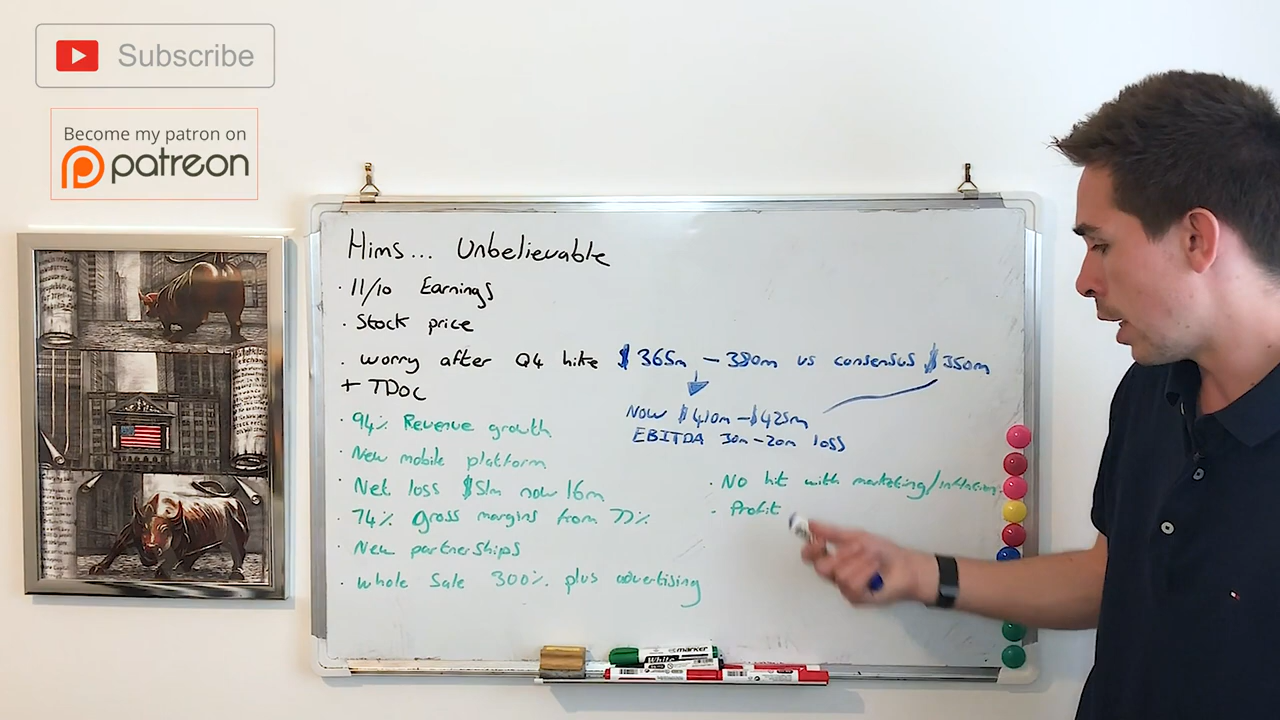 Subscribe
Become my patron on
patreon
Hims... Unbelievable
· 11/10 Earnings
· Stock price
· worry after Q4 hike $365m – 380m vs consensus $350m
+ TDOC
Now $410m – $425m
EBITDA 30m – 20m loss
· 94% Revenue growth
· New mobile platform
· Net loss $51m now 16m
· 74% gross margins from 77%
· New partnerships
· whole sale 300% plus advertising
· No hit with marketing/inflation
· Profit
marker